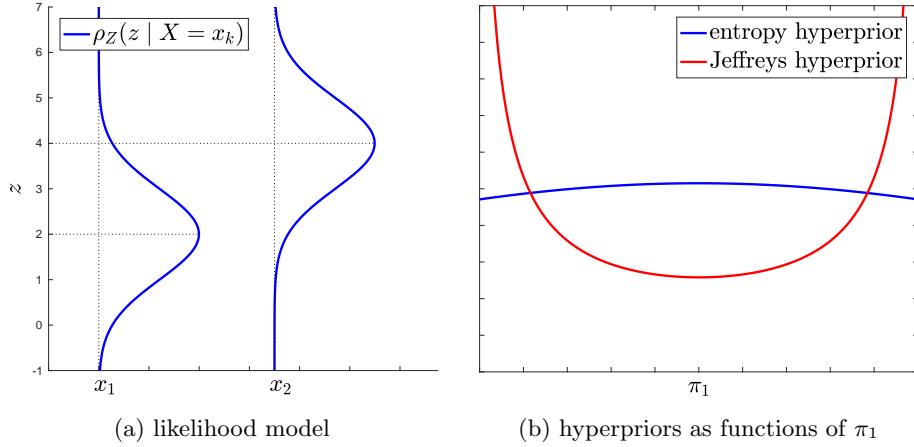 7
6
5
4
3
2
1
0
-1
z
ρ_Z(z | X = x_k)
x_1
x_2
(a) likelihood model
entropy hyperprior
Jeffreys hyperprior
π_1
(b) hyperpriors as functions of π_1